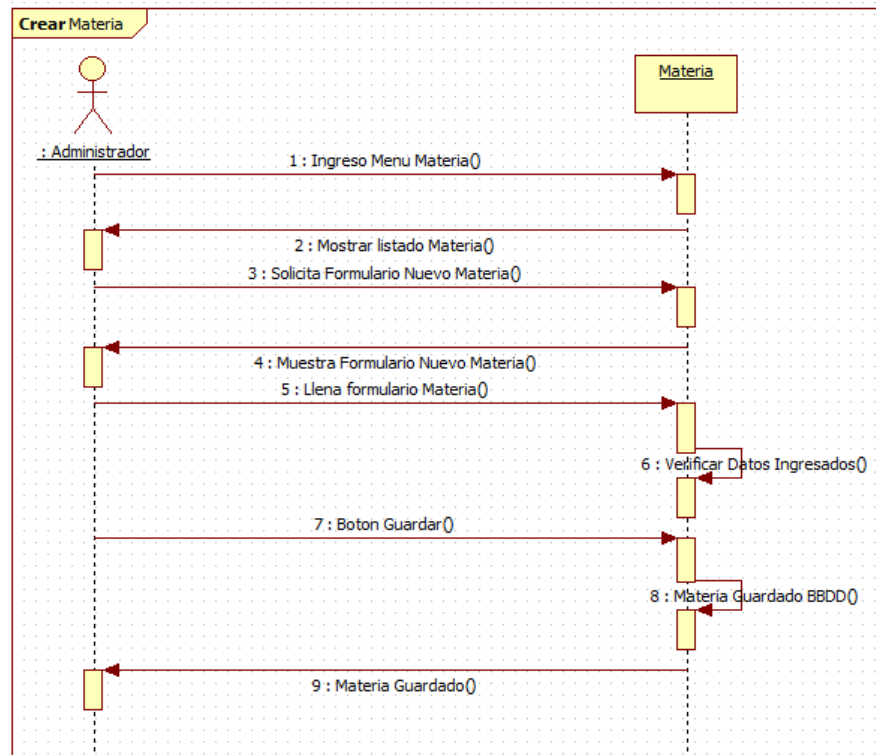 Crear Materia
Materia
: Administrador
1 : Ingreso Menu Materia()
2 : Mostrar listado Materia()
3 : Solicita Formulario Nuevo Materia()
4 : Muestra Formulario Nuevo Materia()
5 : Llena formulario Materia()
6 : Verificar Datos Ingresados()
7 : Boton Guardar()
8 : Materia Guardado BBDD()
9 : Materia Guardado()